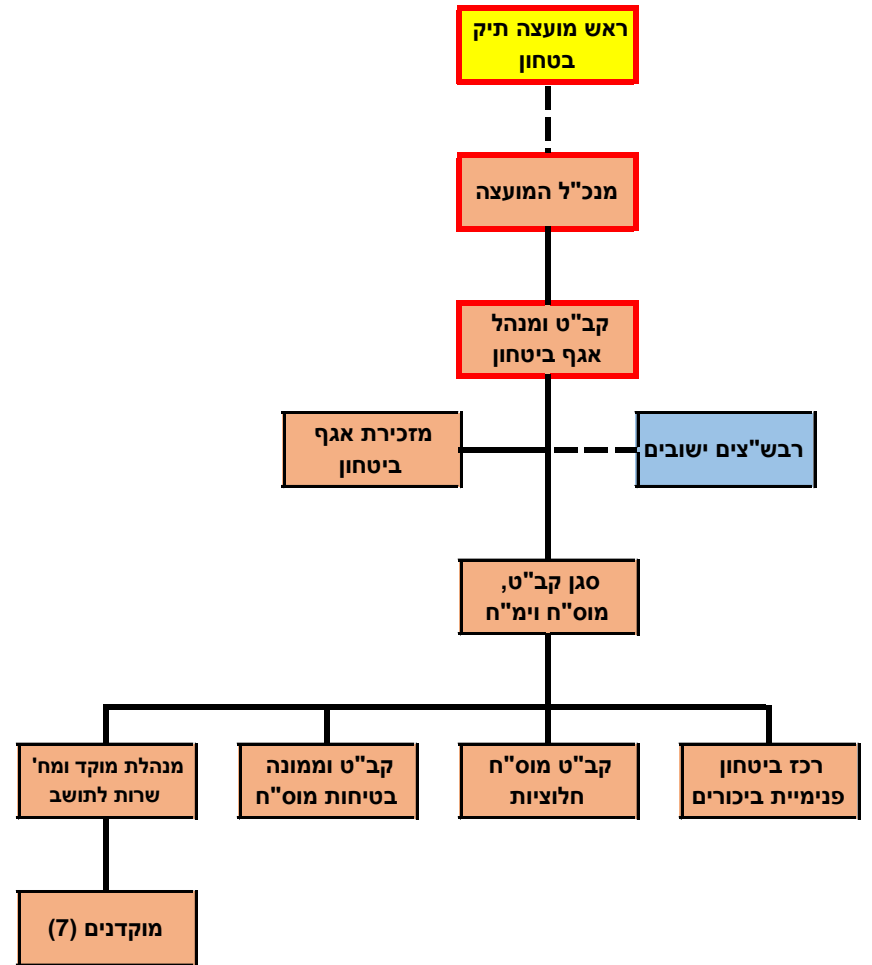 ראש מועצה תיק
בטחון
מנכ"ל המועצה
קב"ט ומנהל
אגף ביטחון
רבש"צים ישובים
מזכירת אגף
ביטחון
סגן קב"ט,
מוס"ח וימ"ח
רכז ביטחון
פנימיית ביכורים
קב"ט מוס"ח
חלוציות
קב"ט וממונה
בטיחות מוס"ח
מנהלת מוקד ומח'
שרות לתושב
מוקדנים (7)